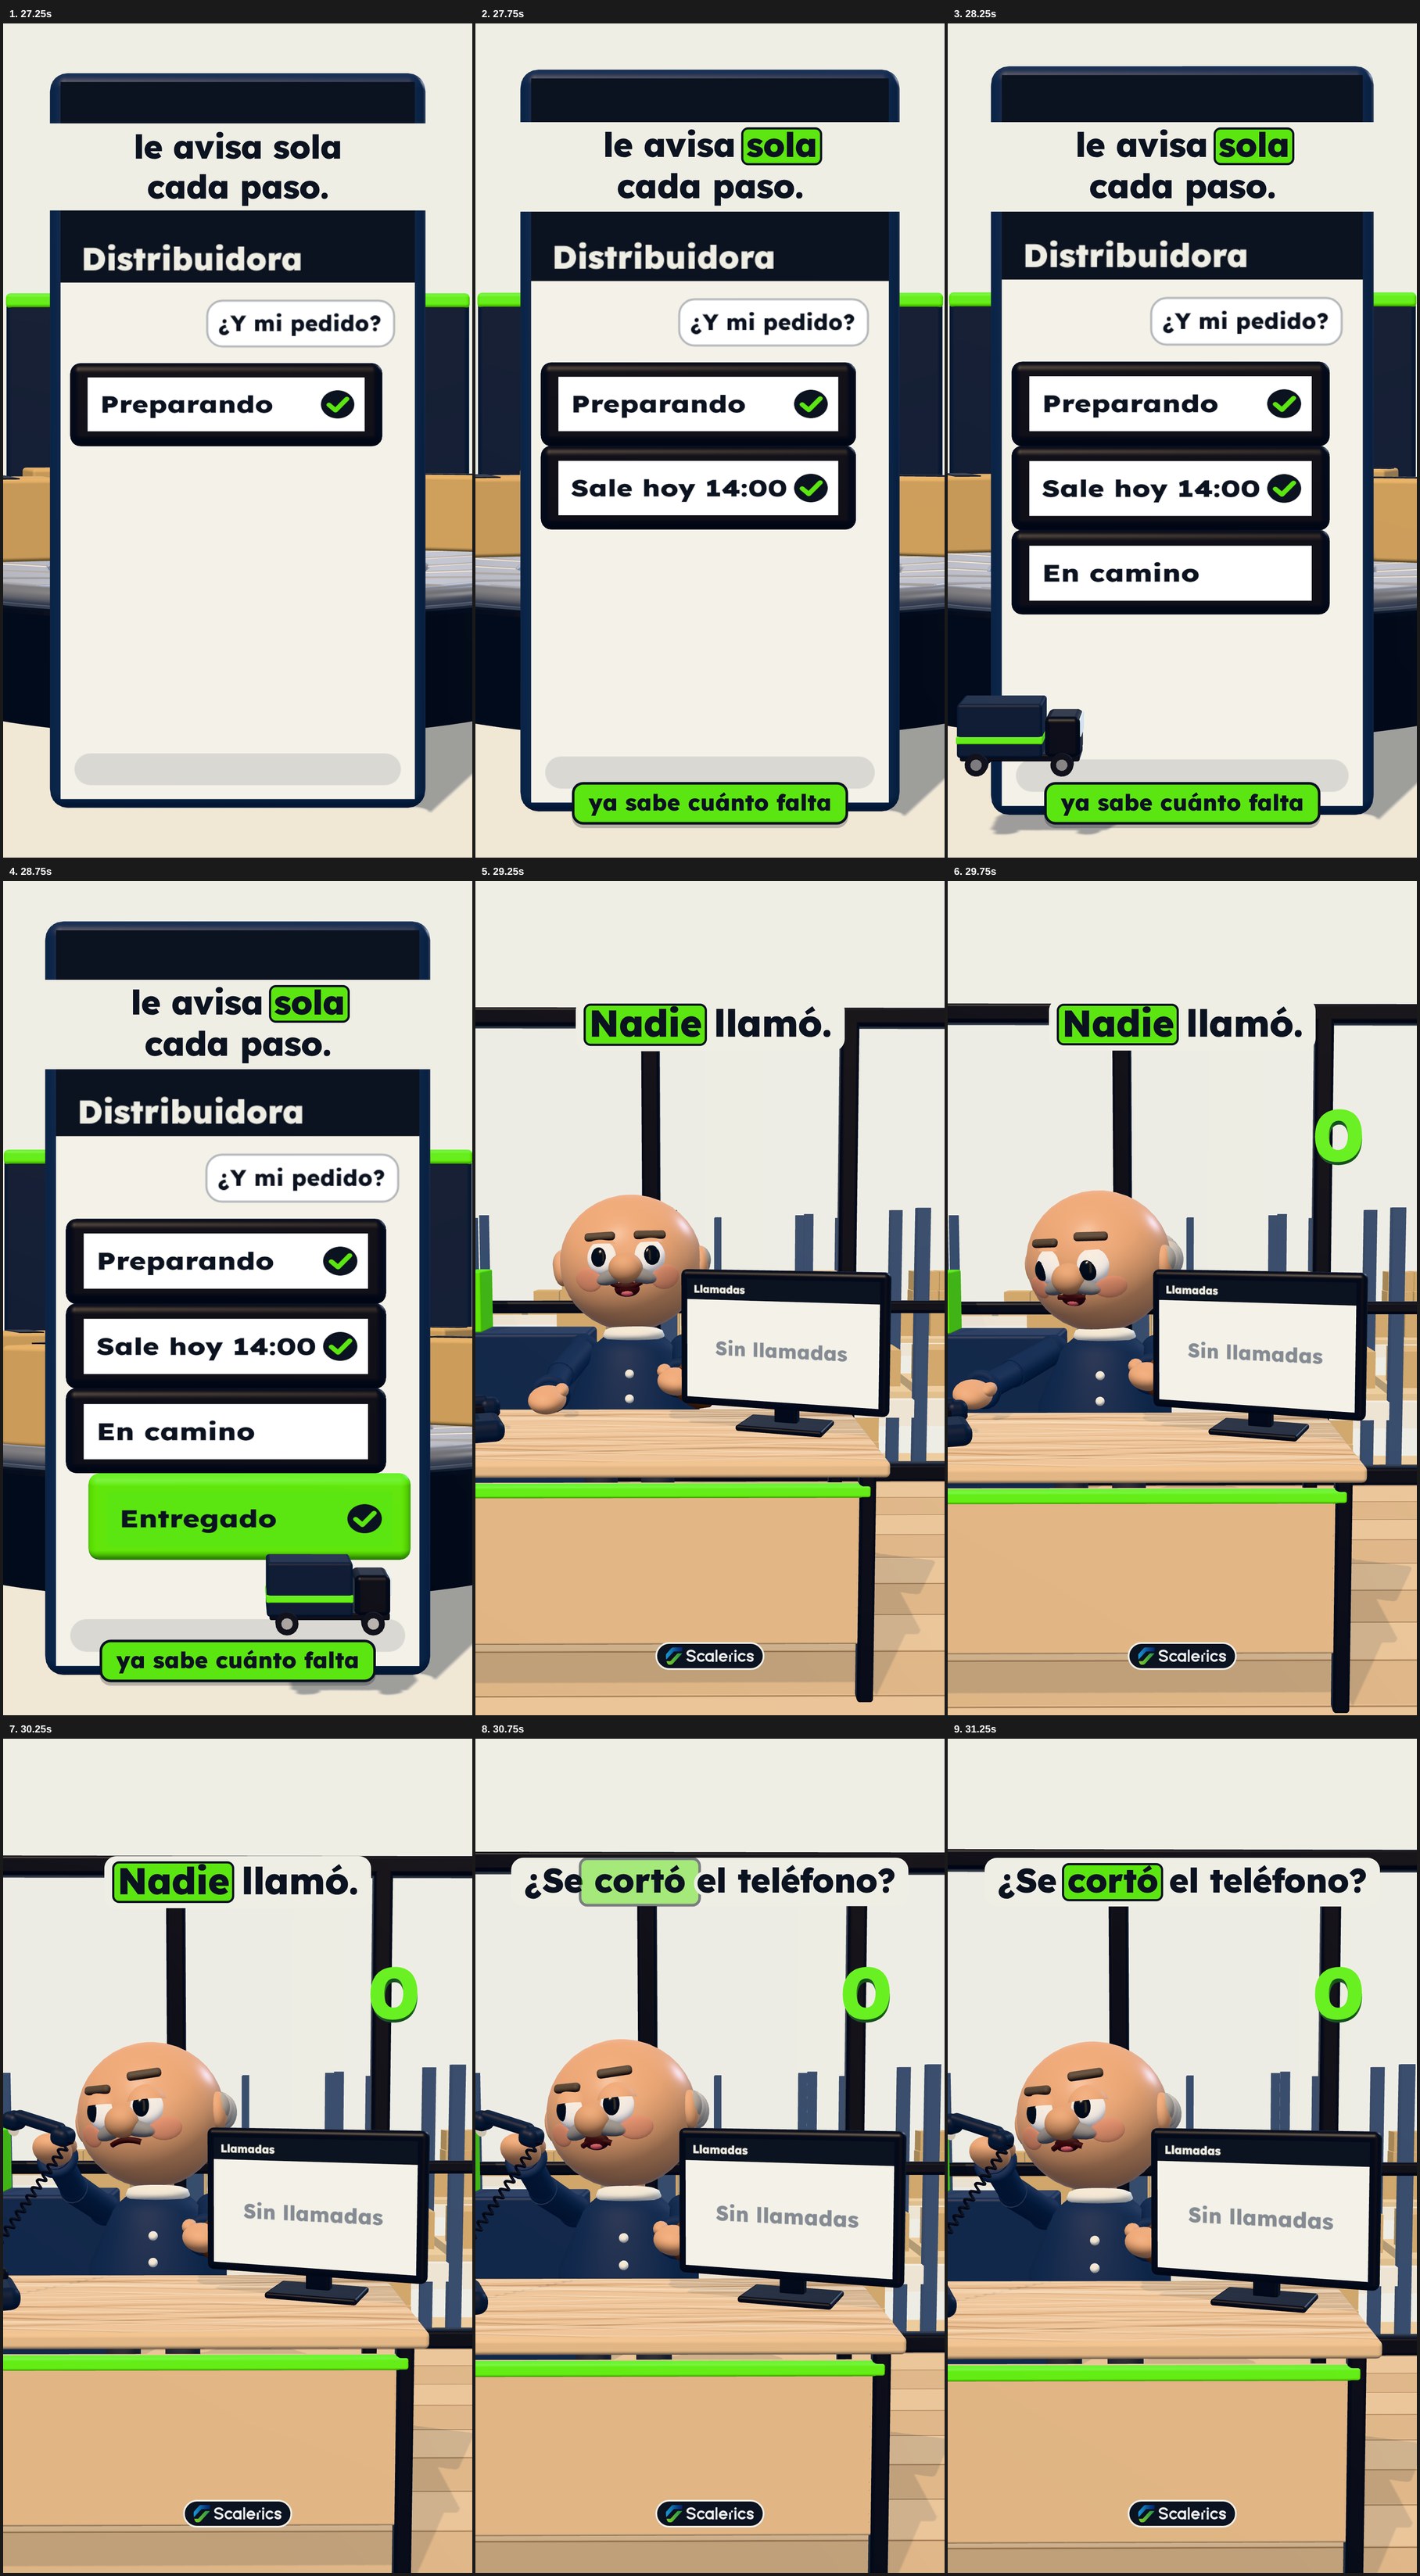 1. 27.25s
le avisa sola
cada paso.
Distribuidora
¿Y mi pedido?
Preparando
2. 27.75s
le avisa sola
cada paso.
Distribuidora
¿Y mi pedido?
Preparando
Sale hoy 14:00
ya sabe cuánto falta
3. 28.25s
le avisa sola
cada paso.
Distribuidora
¿Y mi pedido?
Preparando
Sale hoy 14:00
En camino
ya sabe cuánto falta
4. 28.75s
le avisa sola
cada paso.
Distribuidora
¿Y mi pedido?
Preparando
Sale hoy 14:00
En camino
Entregado
ya sabe cuánto falta
5. 29.25s
Nadie llamó.
Llamadas
Sin llamadas
Scalerics
6. 29.75s
Nadie llamó.
0
Llamadas
Sin llamadas
Scalerics
7. 30.25s
Nadie llamó.
0
Llamadas
Sin llamadas
Scalerics
8. 30.75s
¿Se cortó el teléfono?
0
Llamadas
Sin llamadas
Scalerics
9. 31.25s
¿Se cortó el teléfono?
0
Llamadas
Sin llamadas
Scalerics